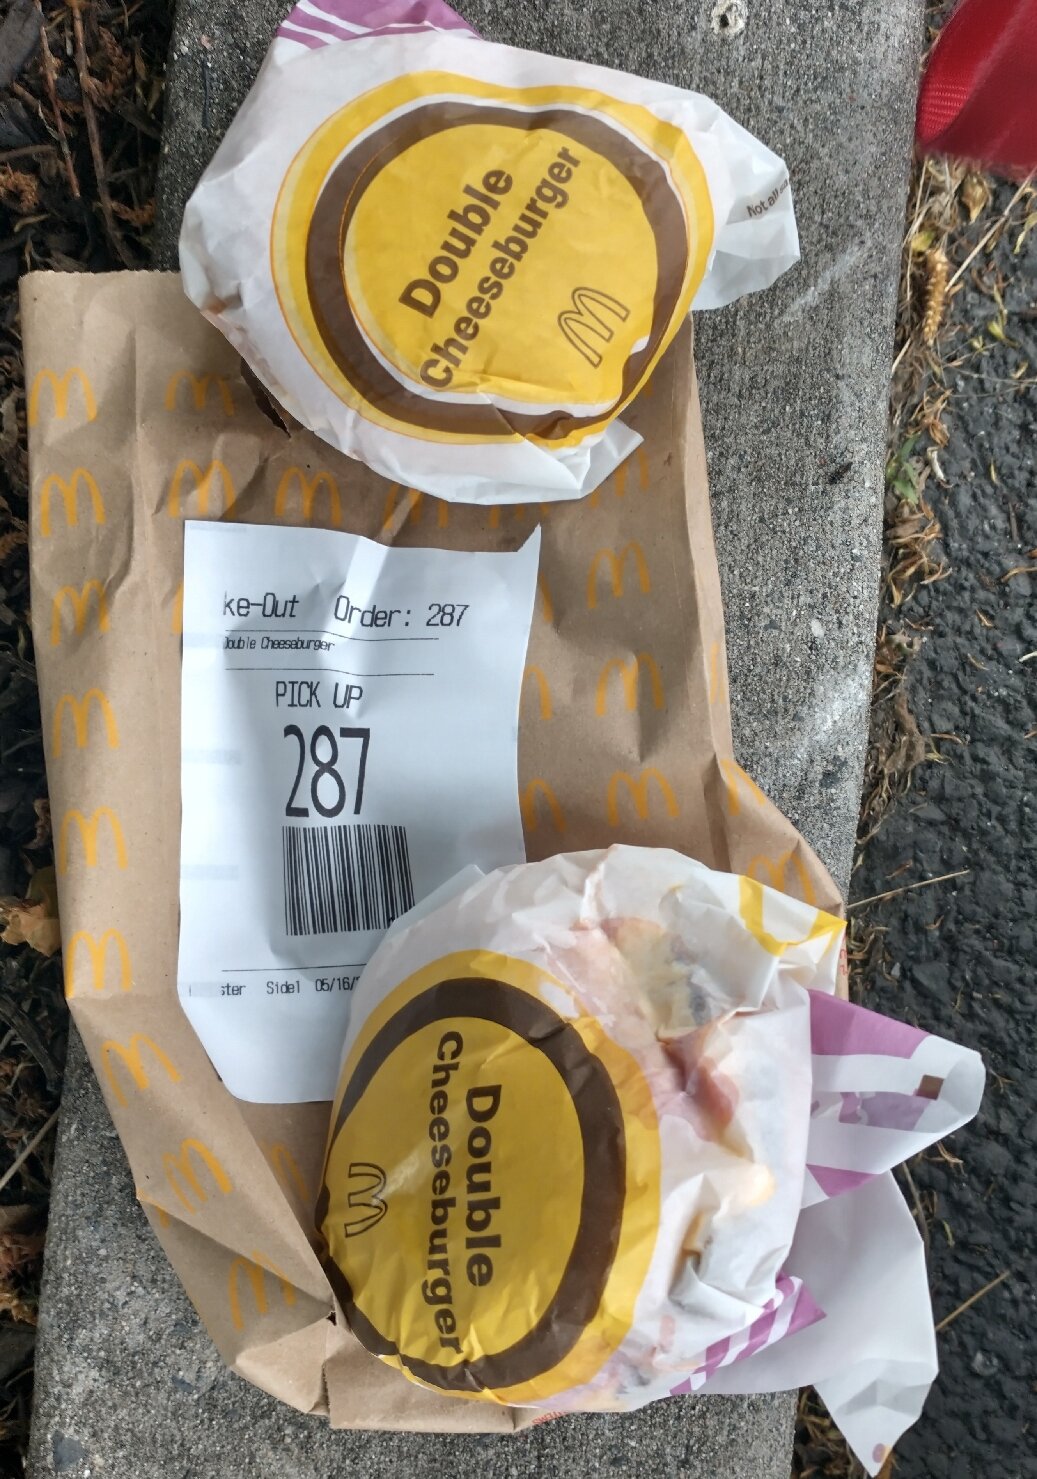 Double
Cheeseburger
Not all
ke-Out Order: 287
Double Cheeseburger
PICK UP
287
ster Side1 05/16/
Double
Cheeseburger